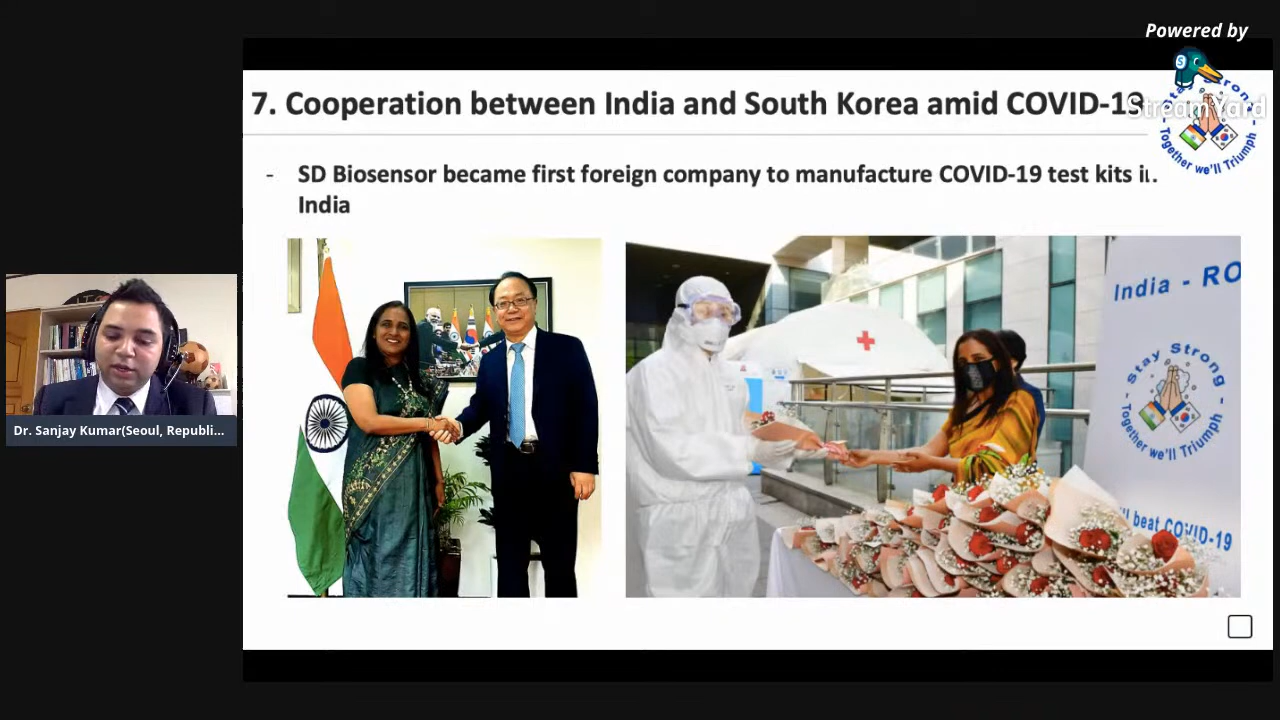 Powered by
StreamYard
7. Cooperation between India and South Korea amid COVID-19
Stay Strong
Together we'll Triumph
- SD Biosensor became first foreign company to manufacture COVID-19 test kits in
India
India - RO
Stay Strong
Together we'll Triumph
beat COVID-19
Dr. Sanjay Kumar(Seoul, Republi...